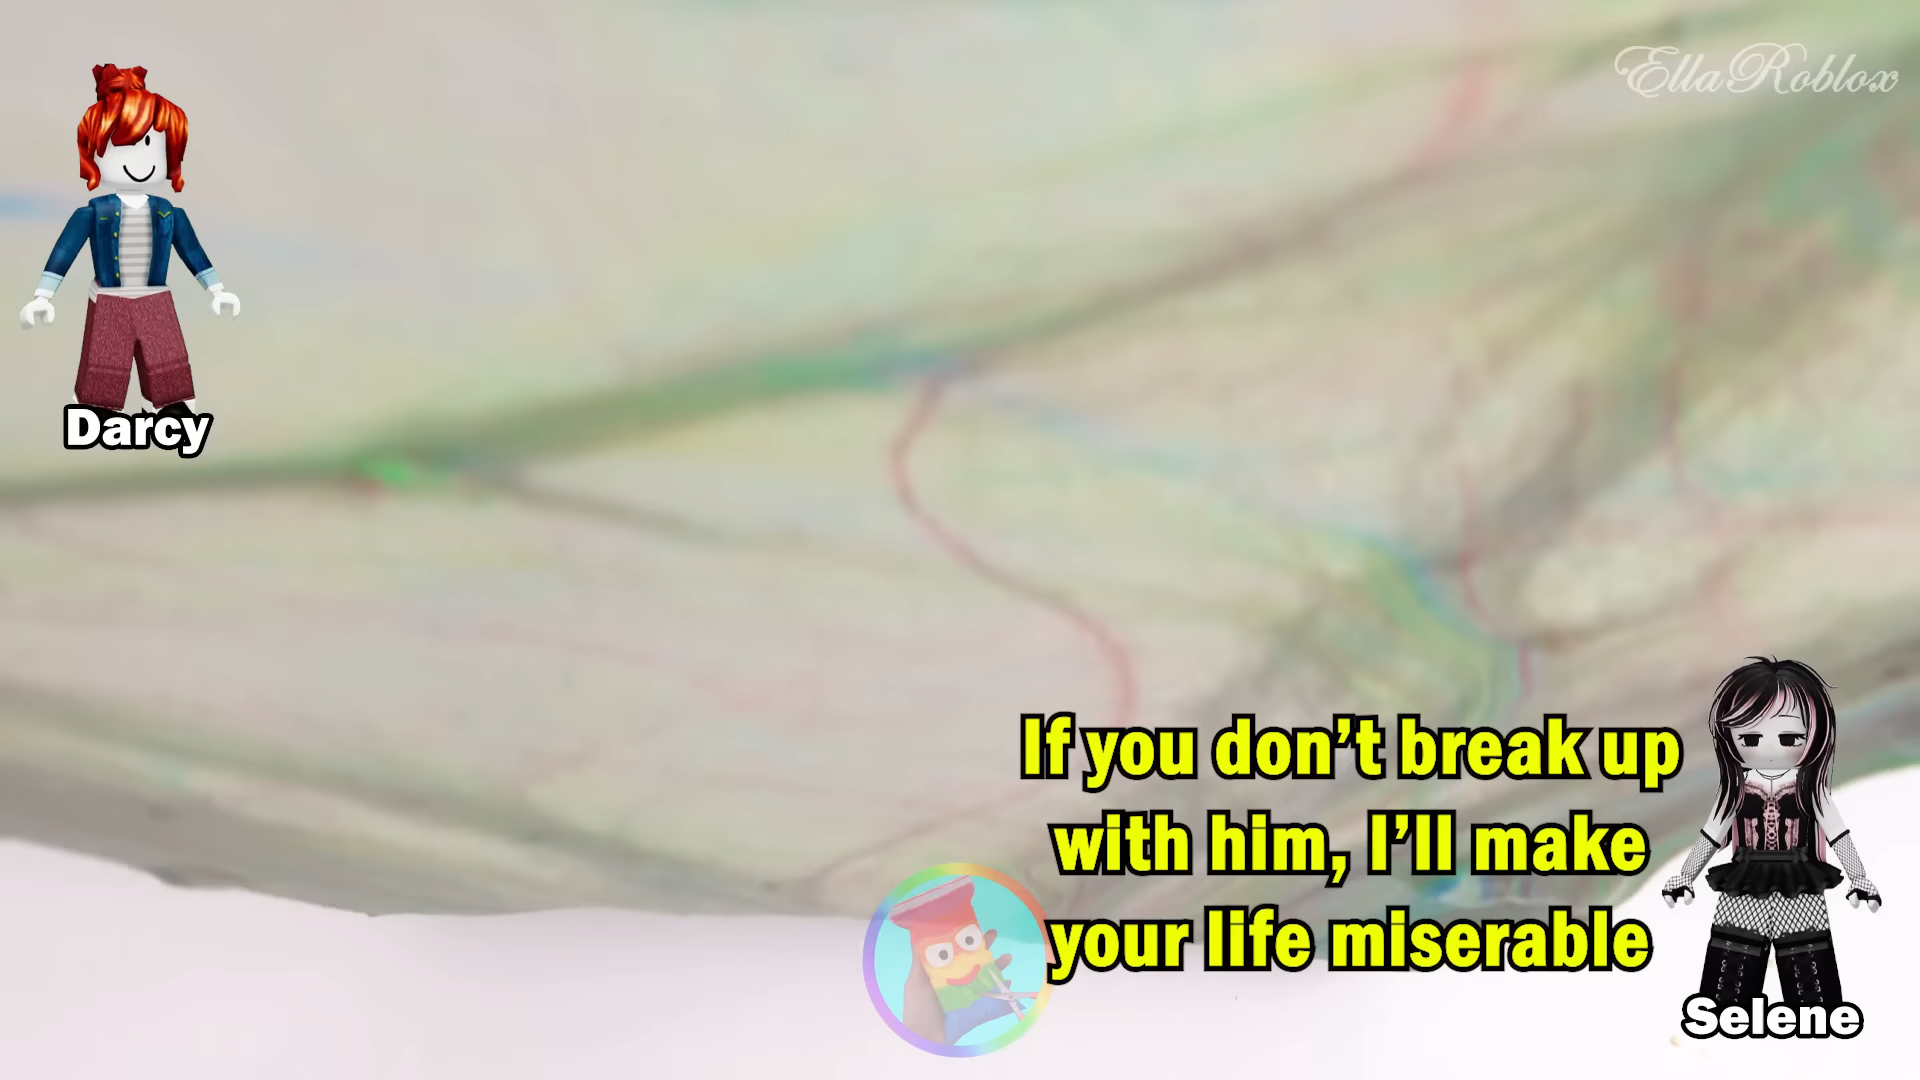 EllaRoblox
Darcy
If you don't break up
with him, I'll make
your life miserable
Selene